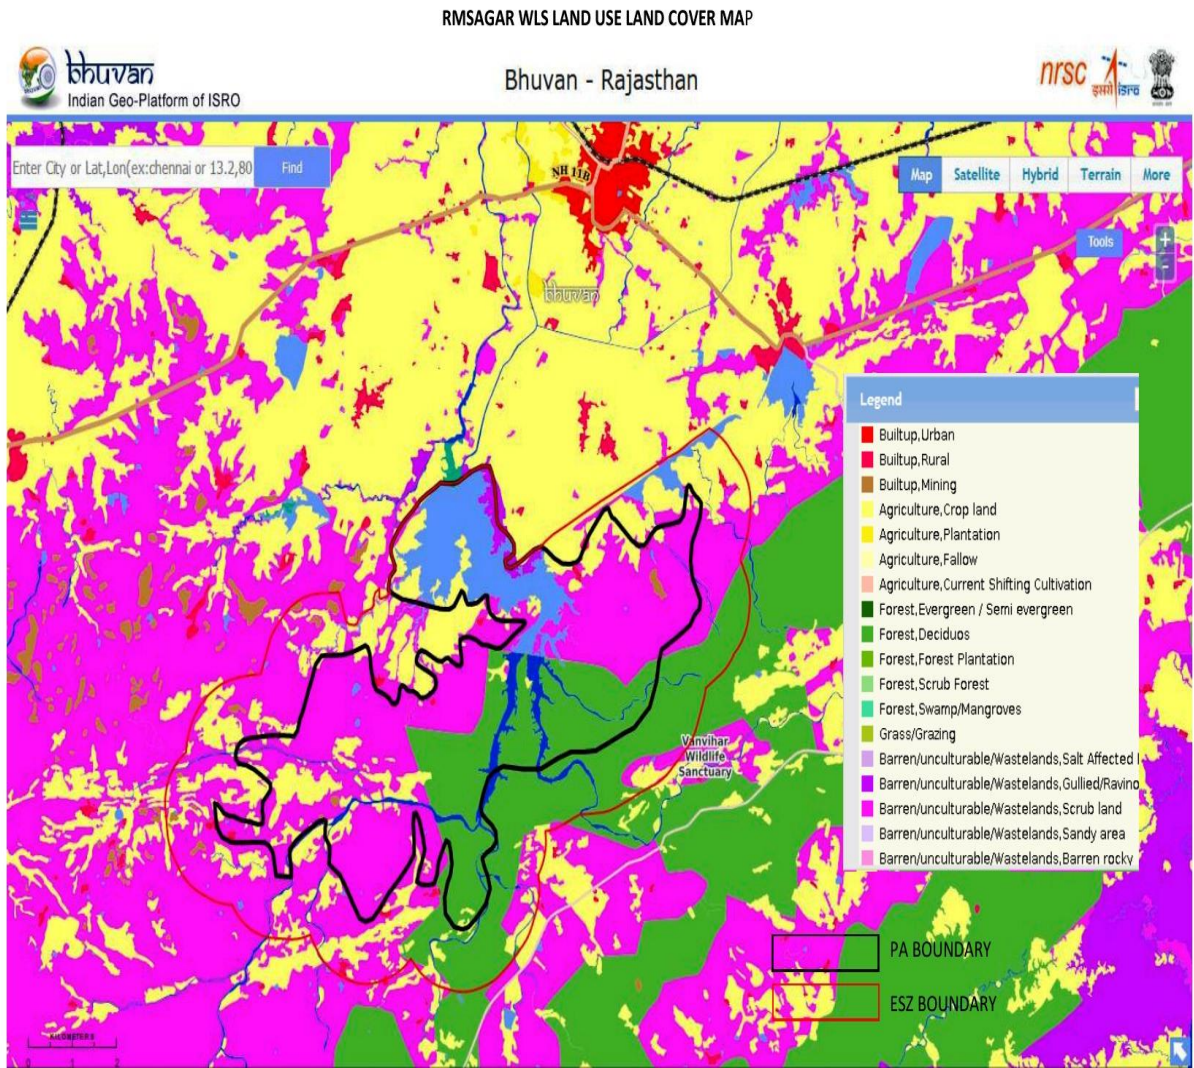 RMSAGAR WLS LAND USE LAND COVER MAP
bhuvan
Indian Geo-Platform of ISRO
Bhuvan - Rajasthan
nrsc
इसरो isro
Enter City or Lat,Lon(ex:chennai or 13.2,80
Find
NH 11B
Map
Satellite
Hybrid
Terrain
More
Tools
+
-
bhuvan
Legend
Builtup,Urban
Builtup,Rural
Builtup,Mining
Agriculture,Crop land
Agriculture,Plantation
Agriculture,Fallow
Agriculture,Current Shifting Cultivation
Forest,Evergreen / Semi evergreen
Forest,Deciduos
Forest,Forest Plantation
Forest,Scrub Forest
Forest,Swamp/Mangroves
Grass/Grazing
Barren/unculturable/Wastelands,Salt Affected l
Barren/unculturable/Wastelands,Gullied/Ravino
Barren/unculturable/Wastelands,Scrub land
Barren/unculturable/Wastelands,Sandy area
Barren/unculturable/Wastelands,Barren rocky
Vanvihar
Wildlife
Sanctuary
PA BOUNDARY
ESZ BOUNDARY
KILOMETERS
0 2